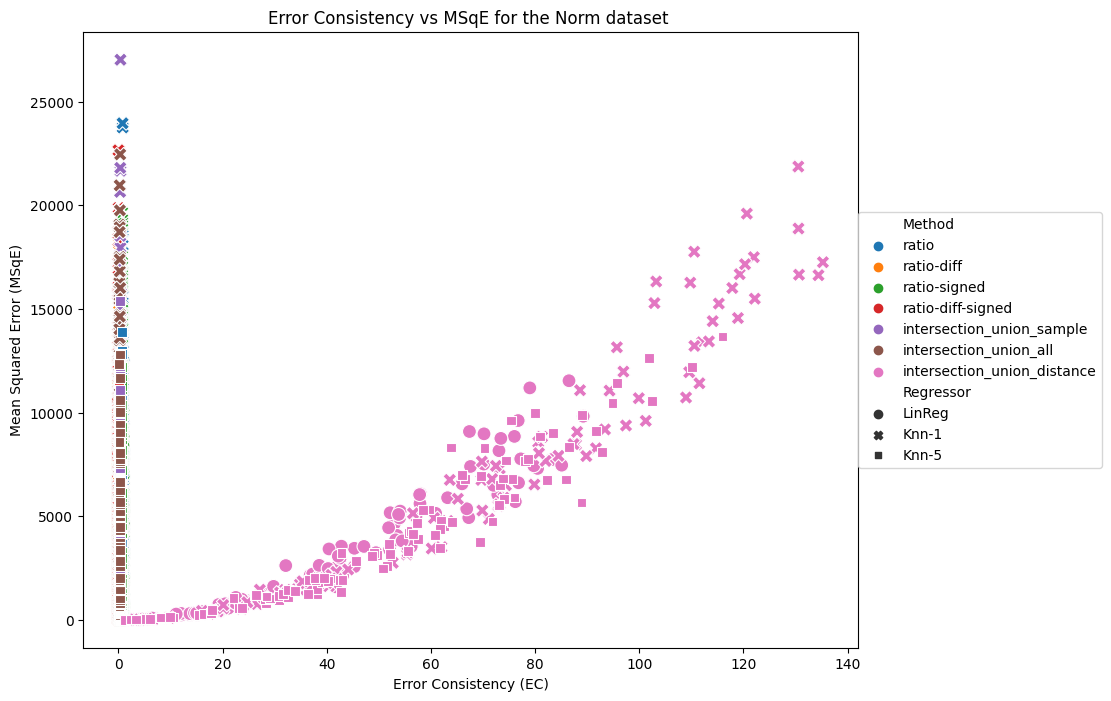 Error Consistency vs MSqE for the Norm dataset
Mean Squared Error (MSqE)
25000
20000
15000
10000
5000
0
0 20 40 60 80 100 120 140
Error Consistency (EC)
Method
ratio
ratio-diff
ratio-signed
ratio-diff-signed
intersection_union_sample
intersection_union_all
intersection_union_distance
Regressor
LinReg
Knn-1
Knn-5